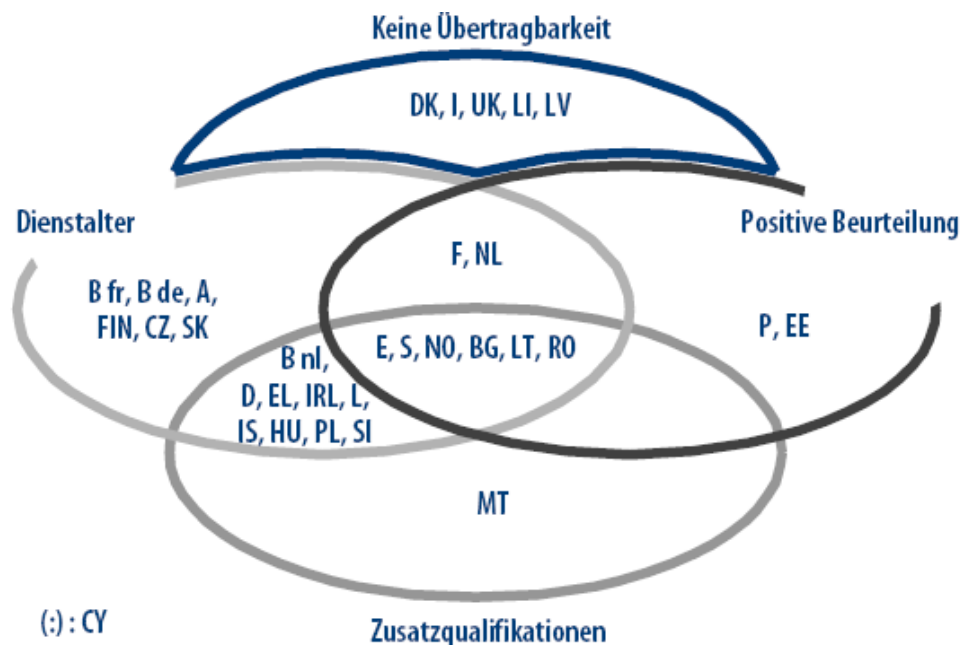 Keine Übertragbarkeit
DK, I, UK, LI, LV
Dienstalter
Positive Beurteilung
F, NL
B fr, B de, A,
FIN, CZ, SK
P, EE
E, S, NO, BG, LT, RO
B nl,
D, EL, IRL, L,
IS, HU, PL, SI
MT
(:) : CY
Zusatzqualifikationen